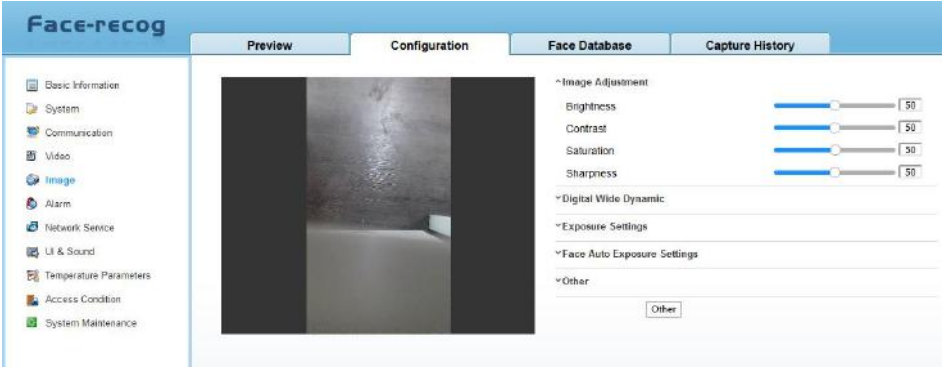 Face-recog
Preview Configuration Face Database Capture History
Basic Information
System
Communication
Video
Image
Alarm
Network Service
UI & Sound
Temperature Parameters
Access Condition
System Maintenance
Image Adjustment
Brightness 50
Contrast 50
Saturation 50
Sharpness 50
Digital Wide Dynamic
Exposure Settings
Face Auto Exposure Settings
Other
Other